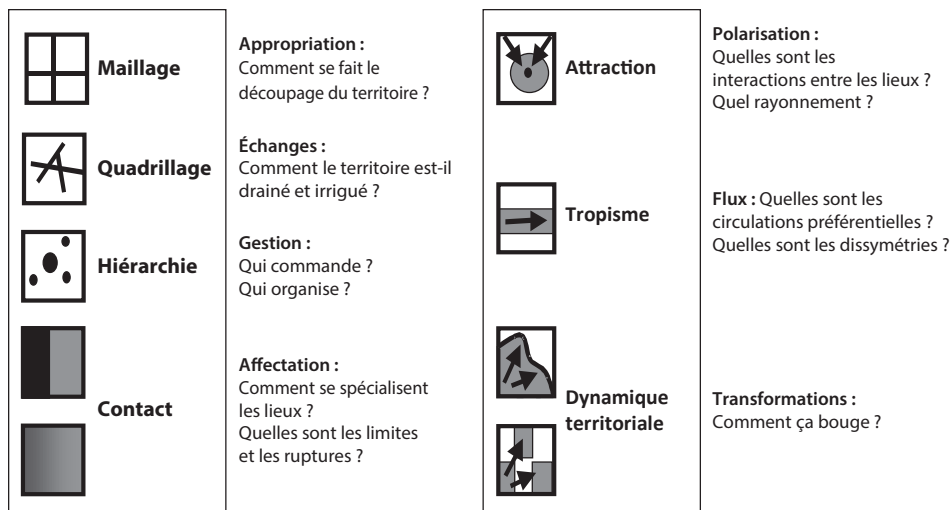 Maillage
Appropriation :
Comment se fait le
découpage du territoire ?
Quadrillage
Échanges :
Comment le territoire est-il
drainé et irrigué ?
Hiérarchie
Gestion :
Qui commande ?
Qui organise ?
Contact
Affectation :
Comment se spécialisent
les lieux ?
Quelles sont les limites
et les ruptures ?
Attraction
Polarisation :
Quelles sont les
interactions entre les lieux ?
Quel rayonnement ?
Tropisme
Flux : Quelles sont les
circulations préférentielles ?
Quelles sont les dissymétries ?
Dynamique
territoriale
Transformations :
Comment ça bouge ?